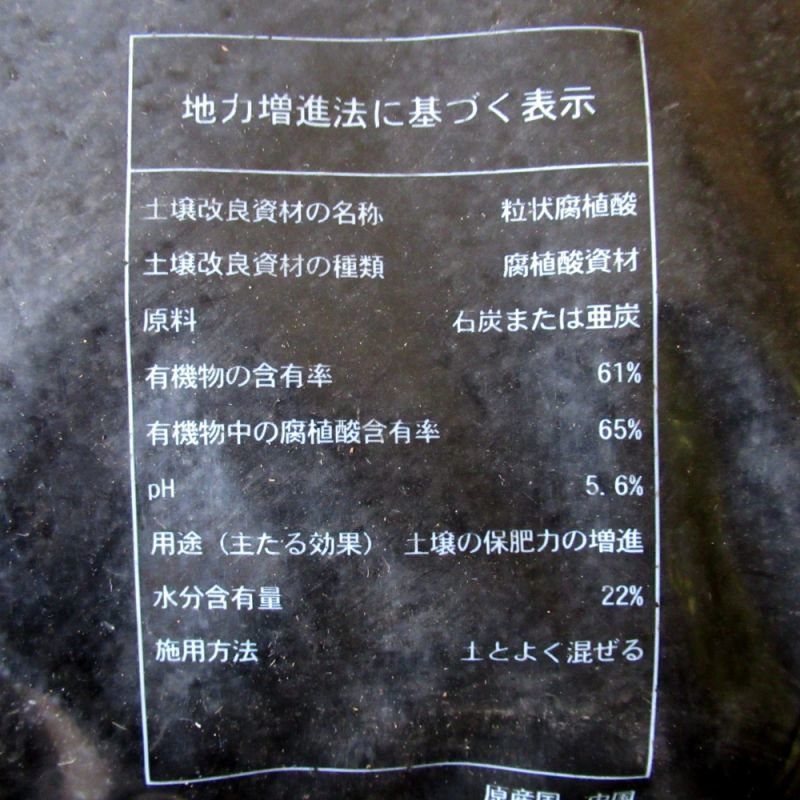 地力増進法に基づく表示
土壌改良資材の名称 粒状腐植酸
土壌改良資材の種類 腐植酸資材
原料 石炭または亜炭
有機物の含有率 61%
有機物中の腐植酸含有率 65%
pH 5.6%
用途（主たる効果） 土壌の保肥力の増進
水分含有量 22%
施用方法 土とよく混ぜる
原産国 中国